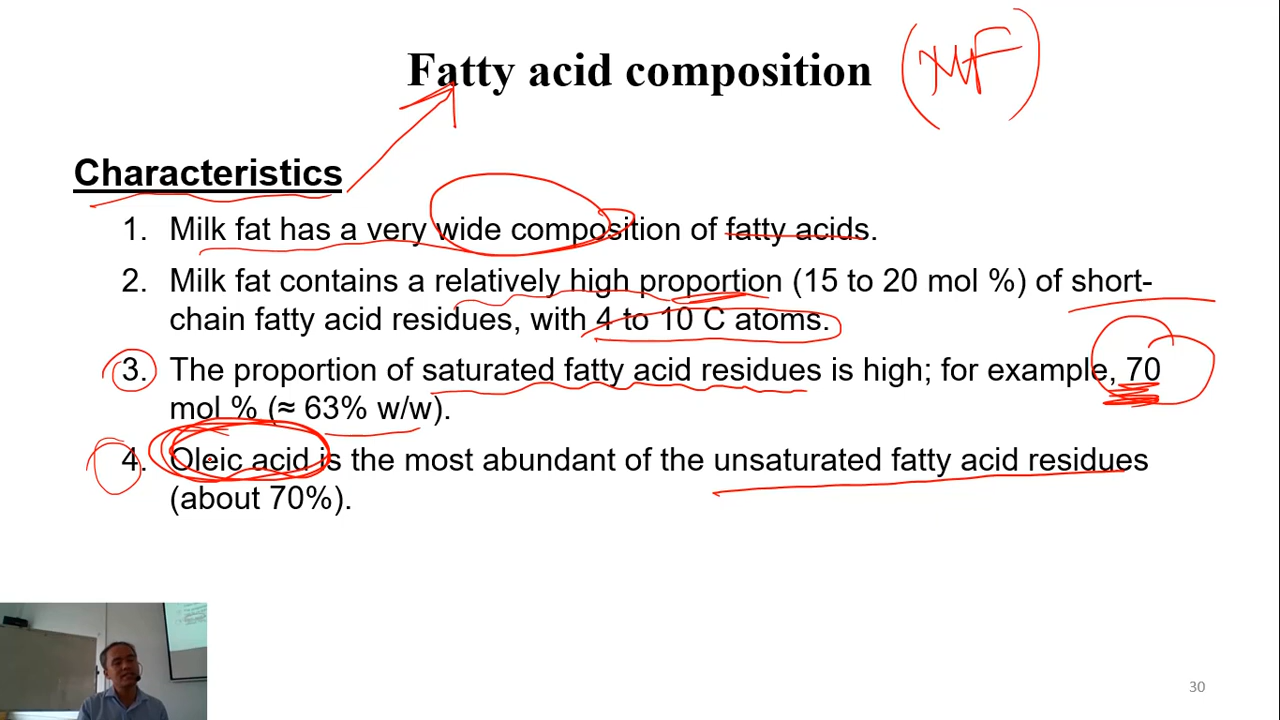 Fatty acid composition (MF)
Characteristics
1. Milk fat has a very wide composition of fatty acids.
2. Milk fat contains a relatively high proportion (15 to 20 mol %) of short-
chain fatty acid residues, with 4 to 10 C atoms.
3. The proportion of saturated fatty acid residues is high; for example, 70
mol % (≈ 63% w/w).
4. Oleic acid is the most abundant of the unsaturated fatty acid residues
(about 70%).
30